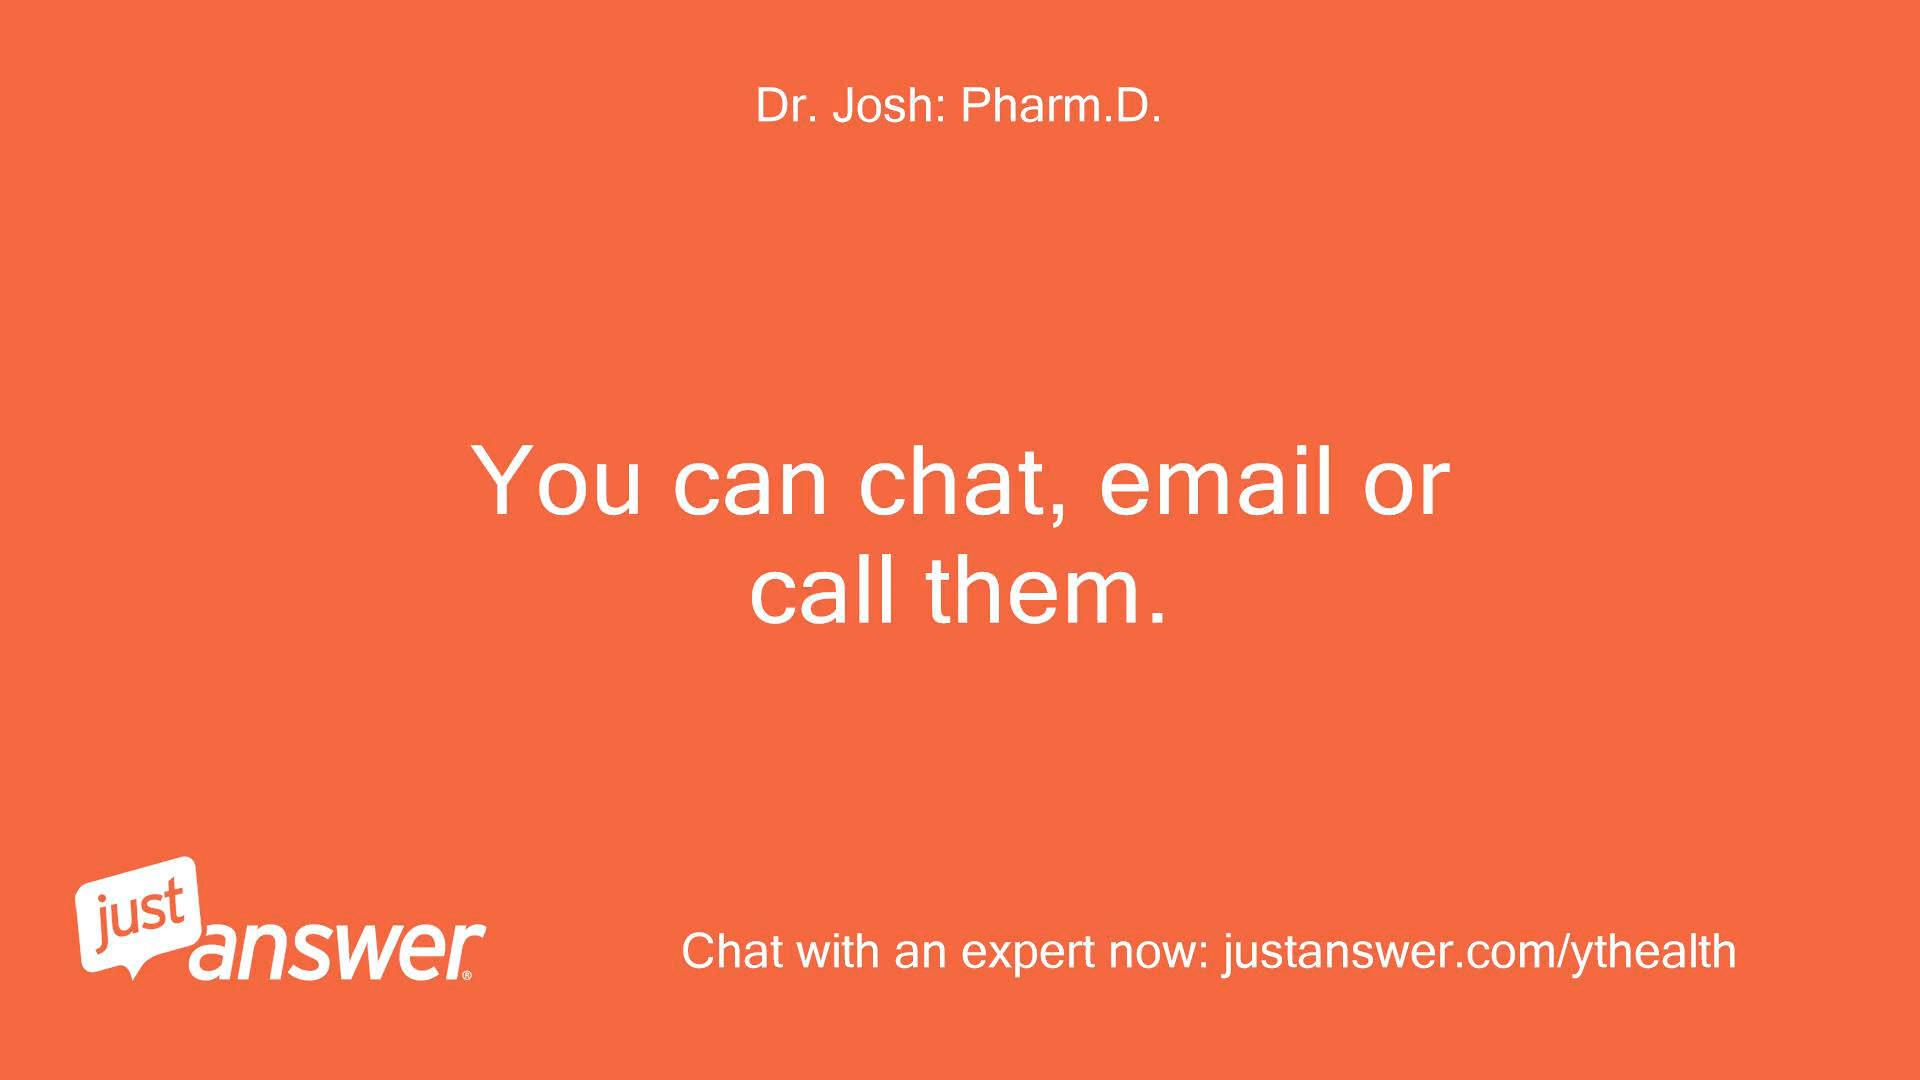 Dr. Josh: Pharm.D.
You can chat, email or
call them.
just
answer®
Chat with an expert now: justanswer.com/ythealth